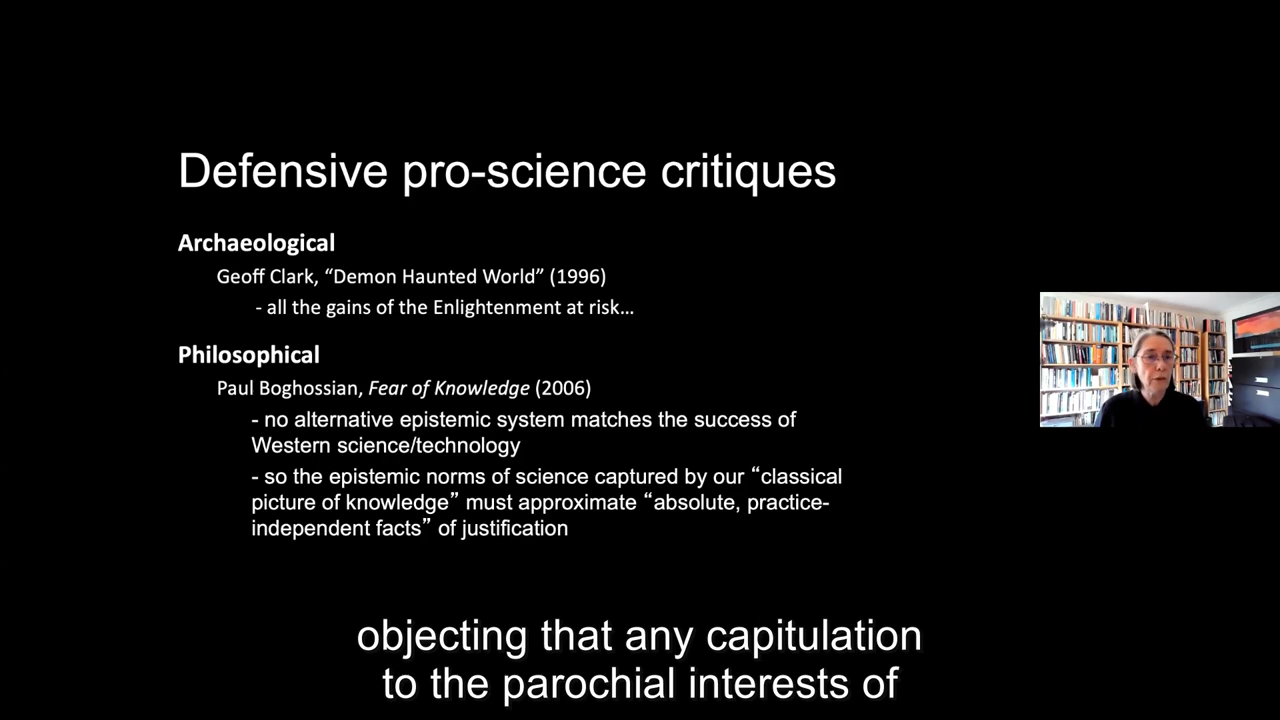 Defensive pro-science critiques
Archaeological
Geoff Clark, “Demon Haunted World” (1996)
- all the gains of the Enlightenment at risk…
Philosophical
Paul Boghossian, Fear of Knowledge (2006)
- no alternative epistemic system matches the success of
Western science/technology
- so the epistemic norms of science captured by our “classical
picture of knowledge” must approximate “absolute, practice-
independent facts” of justification
objecting that any capitulation
to the parochial interests of